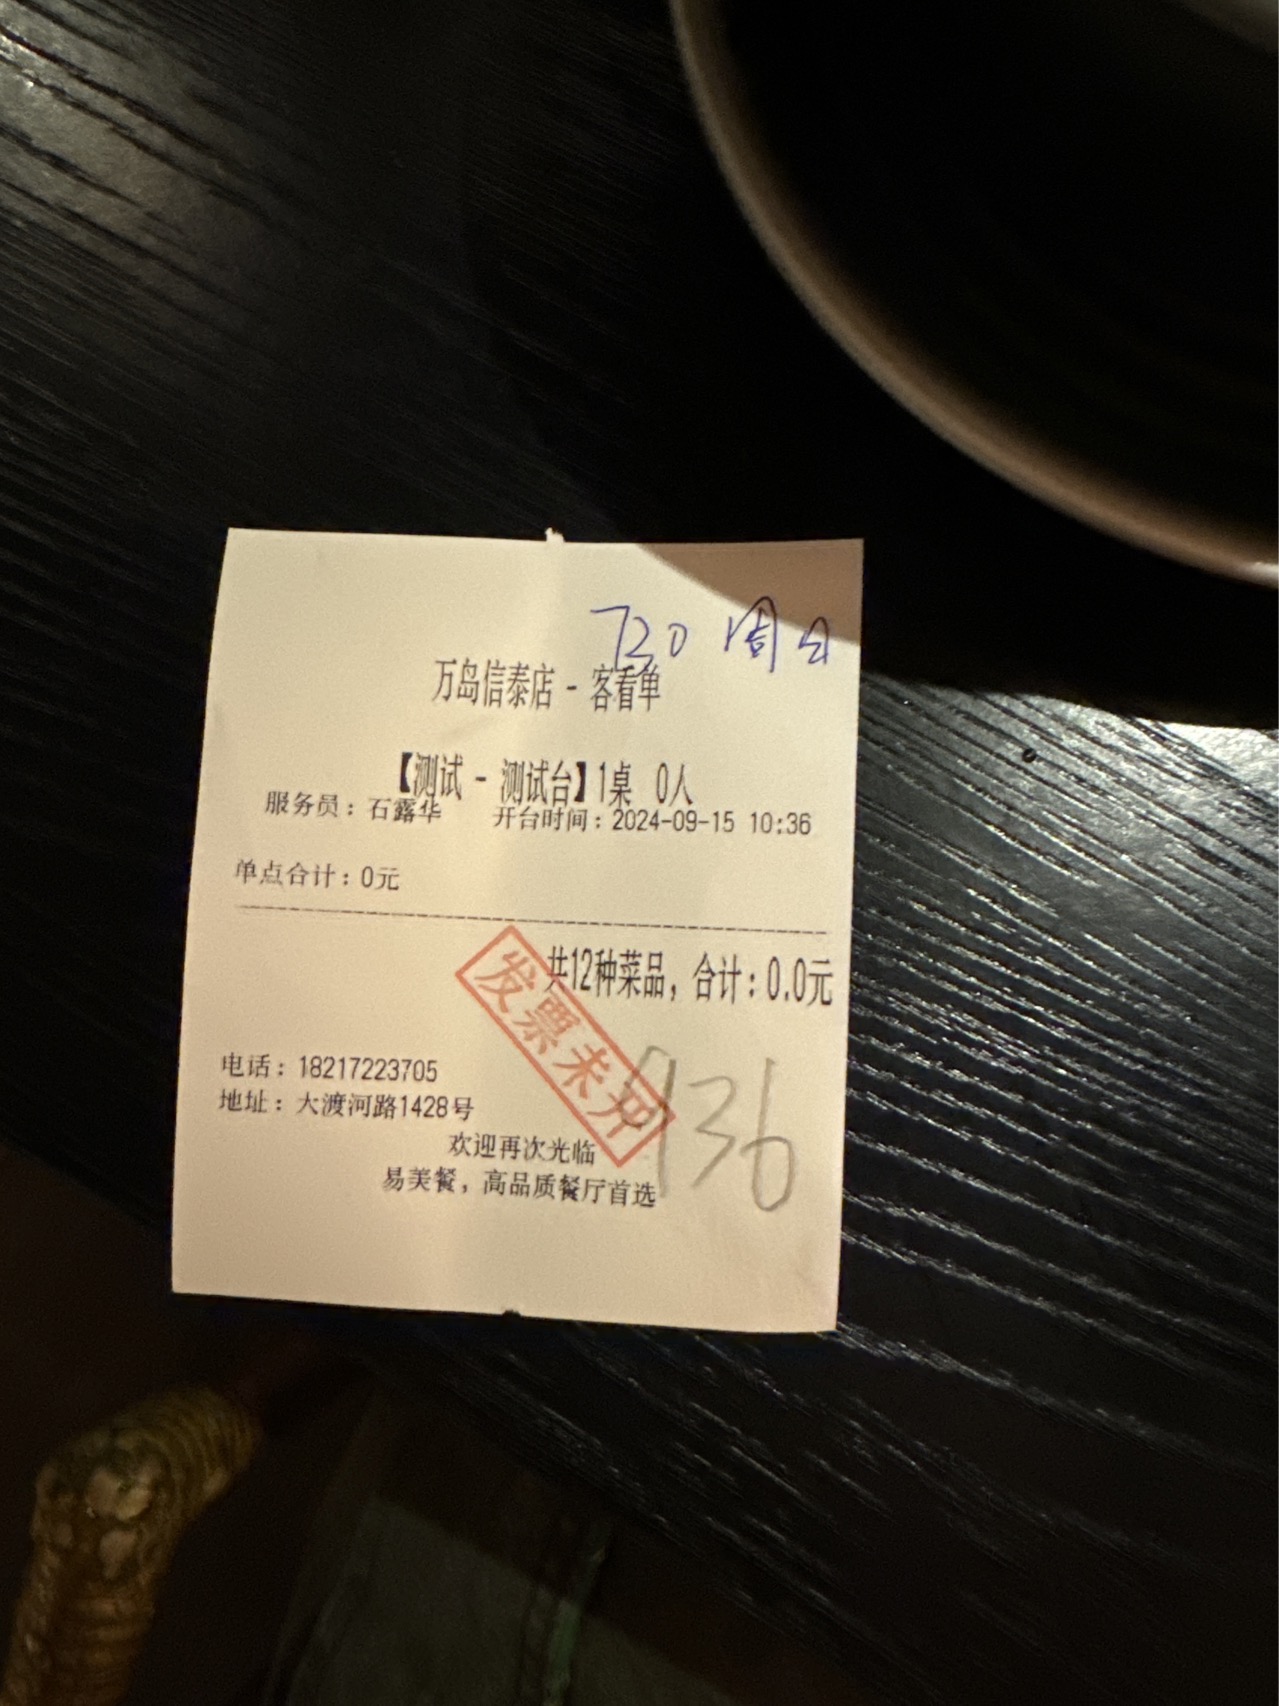 730 周日
万岛信泰店 - 客看单
【测试 - 测试台】1桌 0人
服务员：石露华 开台时间：2024-09-15 10:36
单点合计：0元
共12种菜品，合计：0.0元
发票未开
电话：18217223705
地址：大渡河路1428号
936
欢迎再次光临
易美餐，高品质餐厅首选